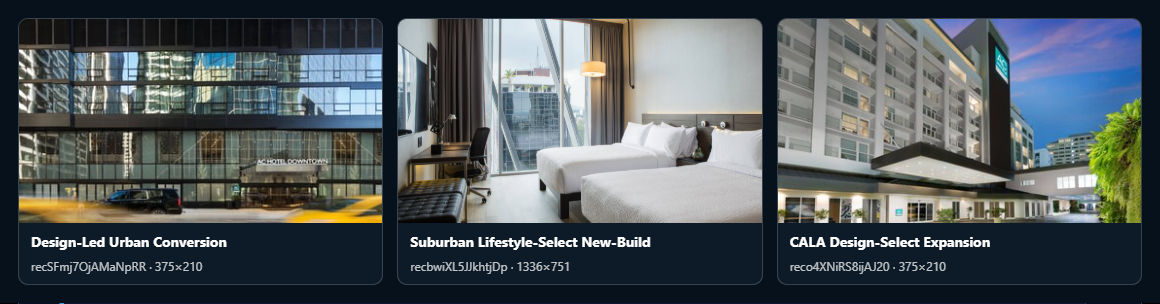 AC HOTEL DOWNTOWN
AC
Design-Led Urban Conversion
recSFmj7OjAMaNpRR · 375×210
Suburban Lifestyle-Select New-Build
recbwiXL5JJkhtjDp · 1336×751
CALA Design-Select Expansion
reco4XNiRS8ijAJ20 · 375×210